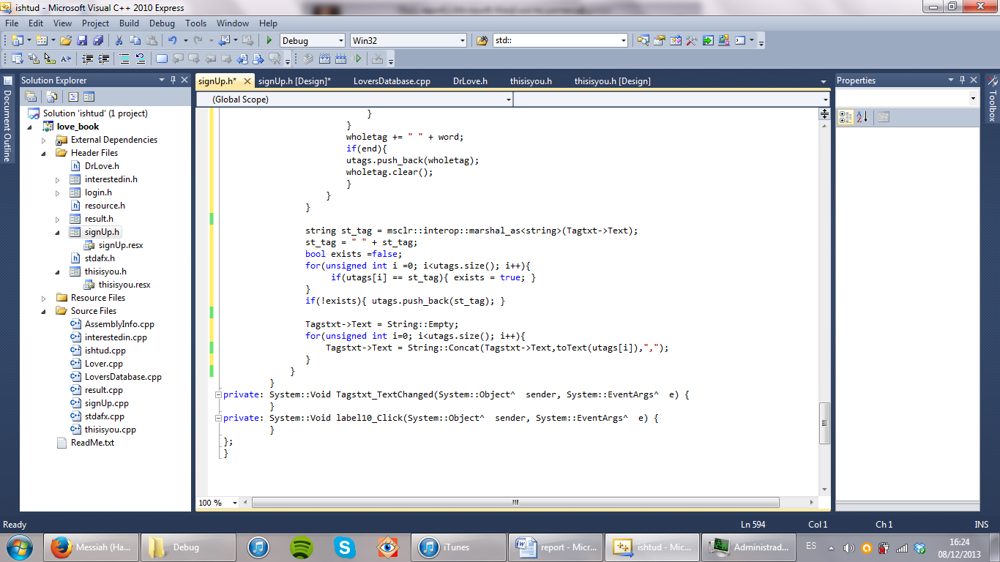 ishtud - Microsoft Visual C++ 2010 Express
File Edit View Project Build Debug Tools Window Help
Debug Win32 std::
Document Outline
Solution Explorer
Solution 'ishtud' (1 project)
love_book
External Dependencies
Header Files
DrLove.h
interestedin.h
login.h
resource.h
result.h
signUp.h
signUp.resx
stdafx.h
thisisyou.h
thisisyou.resx
Resource Files
Source Files
AssemblyInfo.cpp
interestedin.cpp
ishtud.cpp
Lover.cpp
LoversDatabase.cpp
result.cpp
signUp.cpp
stdafx.cpp
thisisyou.cpp
ReadMe.txt
signUp.h* signUp.h [Design]* LoversDatabase.cpp DrLove.h thisisyou.h thisisyou.h [Design]
(Global Scope)
}
}
wholetag += " " + word;
if(end){
utags.push_back(wholetag);
wholetag.clear();
}
}
}
string st_tag = msclr::interop::marshal_as<string>(Tagtxt->Text);
st_tag = " " + st_tag;
bool exists =false;
for(unsigned int i =0; i<utags.size(); i++){
if(utags[i] == st_tag){ exists = true; }
}
if(!exists){ utags.push_back(st_tag); }
Tagstxt->Text = String::Empty;
for(unsigned int i=0; i<utags.size(); i++){
Tagstxt->Text = String::Concat(Tagstxt->Text,toText(utags[i]),",");
}
}
}
private: System::Void Tagstxt_TextChanged(System::Object^  sender, System::EventArgs^  e) {
}
private: System::Void label10_Click(System::Object^  sender, System::EventArgs^  e) {
}
};
}
100 %
Properties
Toolbox
Ready Ln 594 Col 1 Ch 1 INS
Messiah (Ha... Debug iTunes report - Micr... ishtud - Mic... Administrad... ES 16:24
08/12/2013